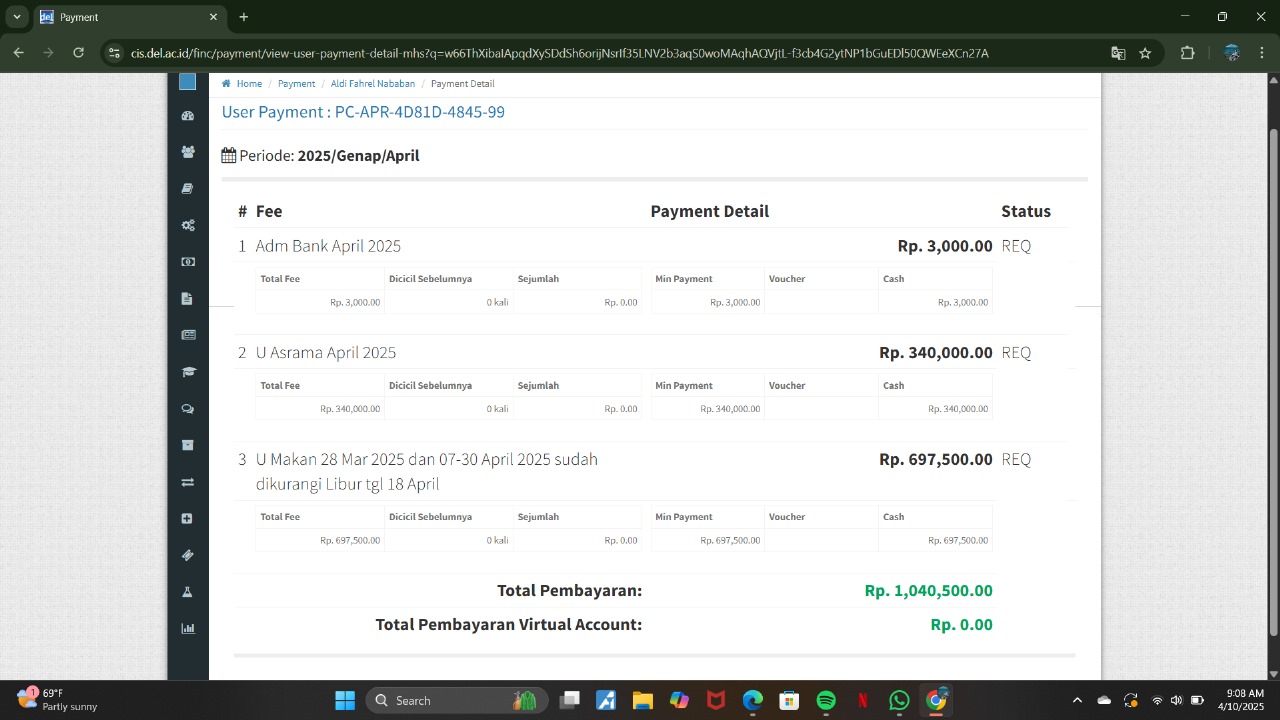 Payment
cis.del.ac.id/finc/payment/view-user-payment-detail-mhs?q=w66ThXibaIApqdXySDdSh6orijNsrIf35LNV2b3aqS0woMAqhAQVjtL-f3cb4G2ytNP1bGuEDl50QWEeXCn27A
Home / Payment / Aldi Fahrel Nababan / Payment Detail
User Payment : PC-APR-4D81D-4845-99
Periode: 2025/Genap/April
# Fee Payment Detail Status
1 Adm Bank April 2025 Rp. 3,000.00 REQ
Total Fee Dicicil Sebelumnya Sejumlah Min Payment Voucher Cash
Rp. 3,000.00 0 kali Rp. 0.00 Rp. 3,000.00 Rp. 3,000.00
2 U Asrama April 2025 Rp. 340,000.00 REQ
Total Fee Dicicil Sebelumnya Sejumlah Min Payment Voucher Cash
Rp. 340,000.00 0 kali Rp. 0.00 Rp. 340,000.00 Rp. 340,000.00
3 U Makan 28 Mar 2025 dan 07-30 April 2025 sudah Rp. 697,500.00 REQ
dikurangi Libur tgl 18 April
Total Fee Dicicil Sebelumnya Sejumlah Min Payment Voucher Cash
Rp. 697,500.00 0 kali Rp. 0.00 Rp. 697,500.00 Rp. 697,500.00
Total Pembayaran: Rp. 1,040,500.00
Total Pembayaran Virtual Account: Rp. 0.00
1 69°F
Partly sunny
Search
9:08 AM
4/10/2025